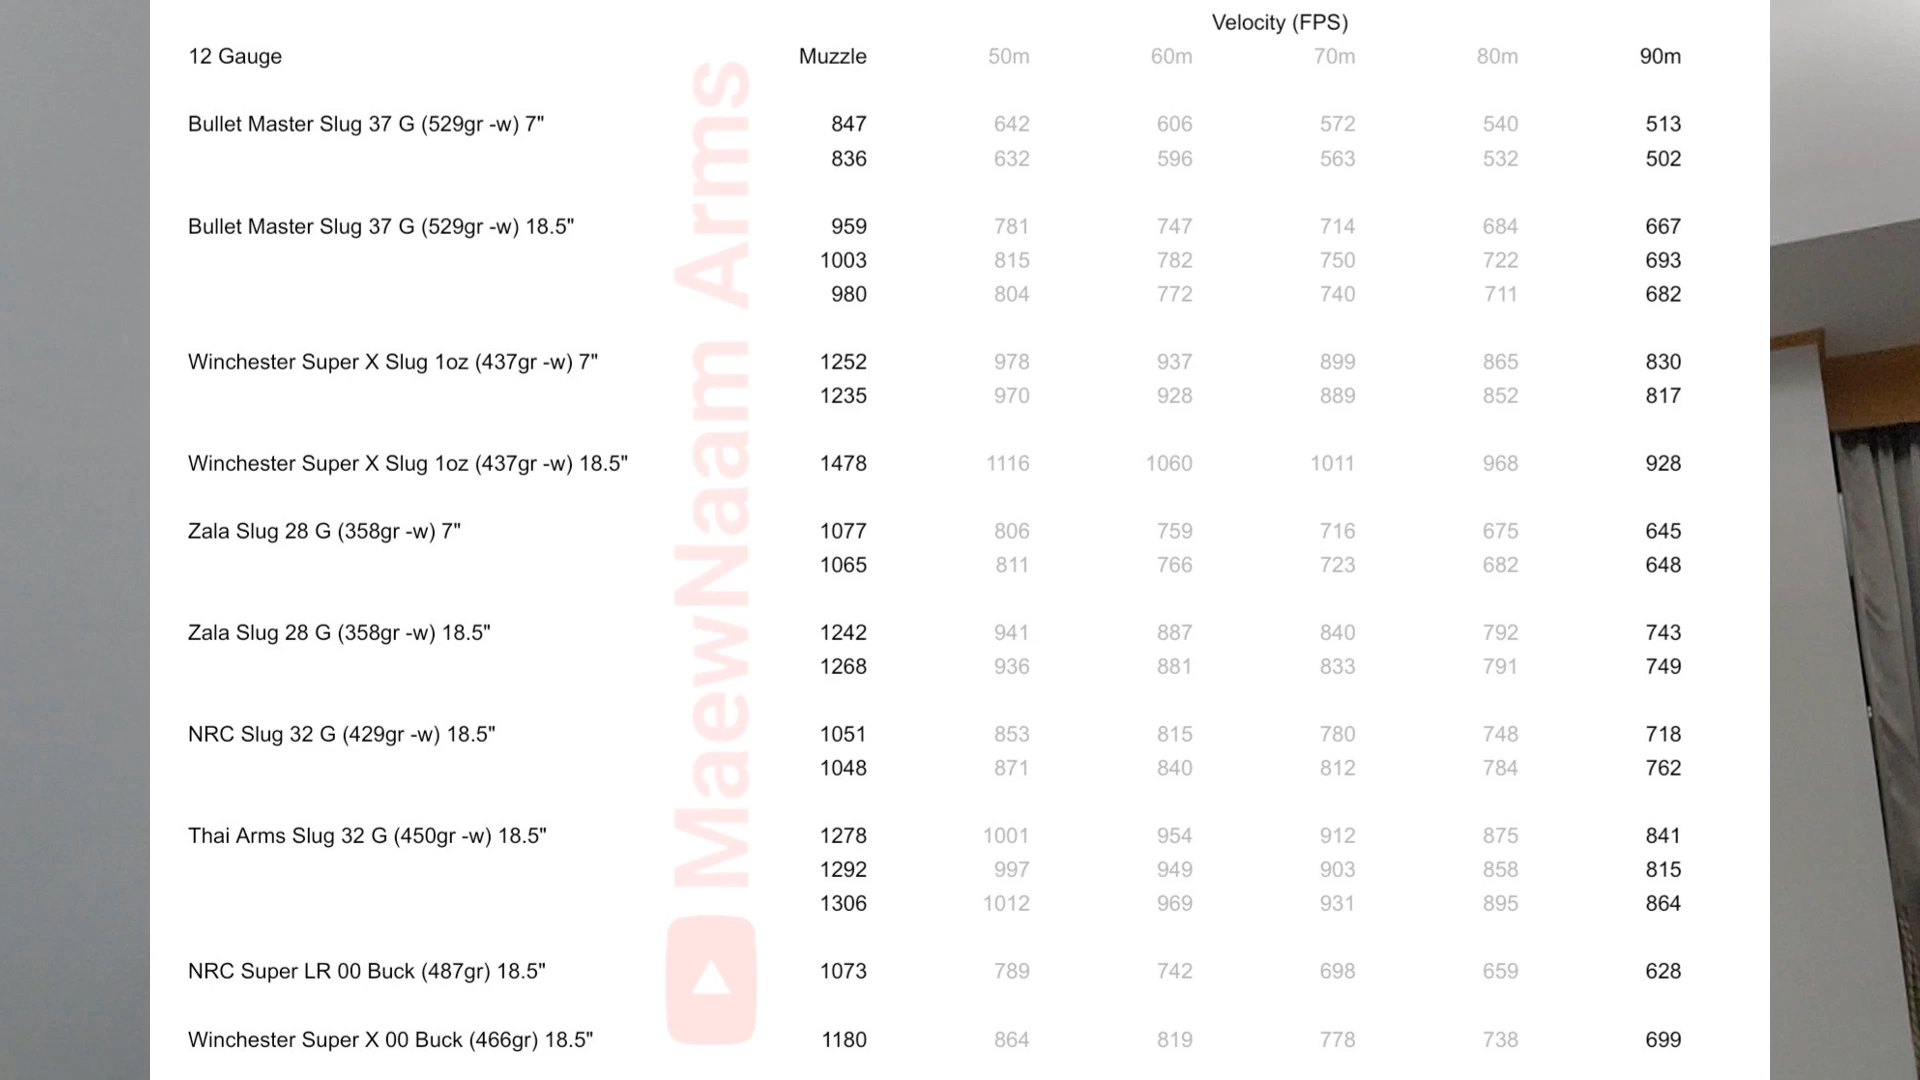 Velocity (FPS)
12 Gauge Muzzle 50m 60m 70m 80m 90m
Bullet Master Slug 37 G (529gr -w) 7" 847 642 606 572 540 513
836 632 596 563 532 502
Bullet Master Slug 37 G (529gr -w) 18.5" 959 781 747 714 684 667
1003 815 782 750 722 693
980 804 772 740 711 682
Winchester Super X Slug 1oz (437gr -w) 7" 1252 978 937 899 865 830
1235 970 928 889 852 817
Winchester Super X Slug 1oz (437gr -w) 18.5" 1478 1116 1060 1011 968 928
Zala Slug 28 G (358gr -w) 7" 1077 806 759 716 675 645
1065 811 766 723 682 648
Zala Slug 28 G (358gr -w) 18.5" 1242 941 887 840 792 743
1268 936 881 833 791 749
NRC Slug 32 G (429gr -w) 18.5" 1051 853 815 780 748 718
1048 871 840 812 784 762
Thai Arms Slug 32 G (450gr -w) 18.5" 1278 1001 954 912 875 841
1292 997 949 903 858 815
1306 1012 969 931 895 864
NRC Super LR 00 Buck (487gr) 18.5" 1073 789 742 698 659 628
Winchester Super X 00 Buck (466gr) 18.5" 1180 864 819 778 738 699
MaewNaam Arms